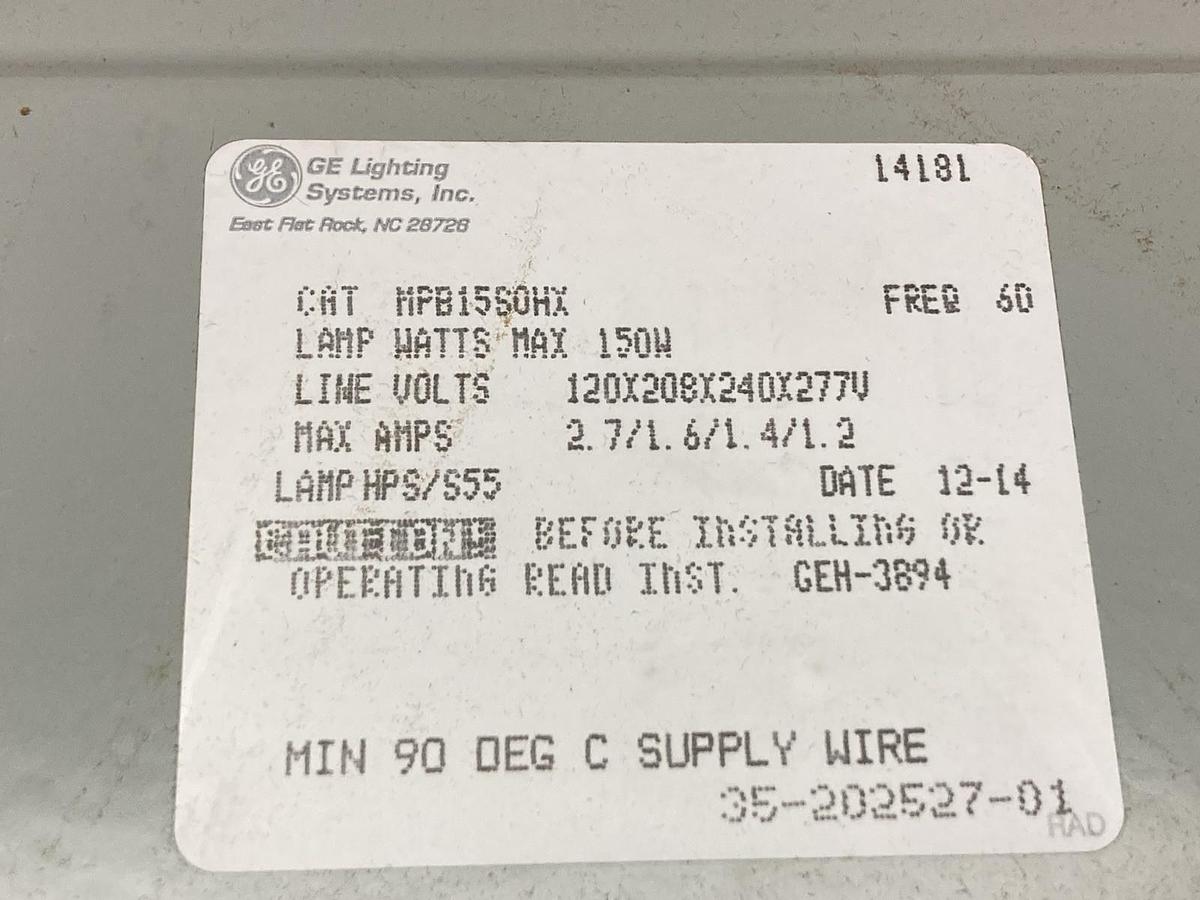 GE Lighting
Systems, Inc.
East Flat Rock, NC 28726
14181
CAT MPB15S0HX FREQ 60
LAMP WATTS MAX 150W
LINE VOLTS 120X208X240X277V
MAX AMPS 2.7/1.6/1.4/1.2
LAMP HPS/S55 DATE 12-14
BEFORE INSTALLING OR
OPERATING READ INST. GEH-3894
MIN 90 DEG C SUPPLY WIRE
35-202527-01
RAD